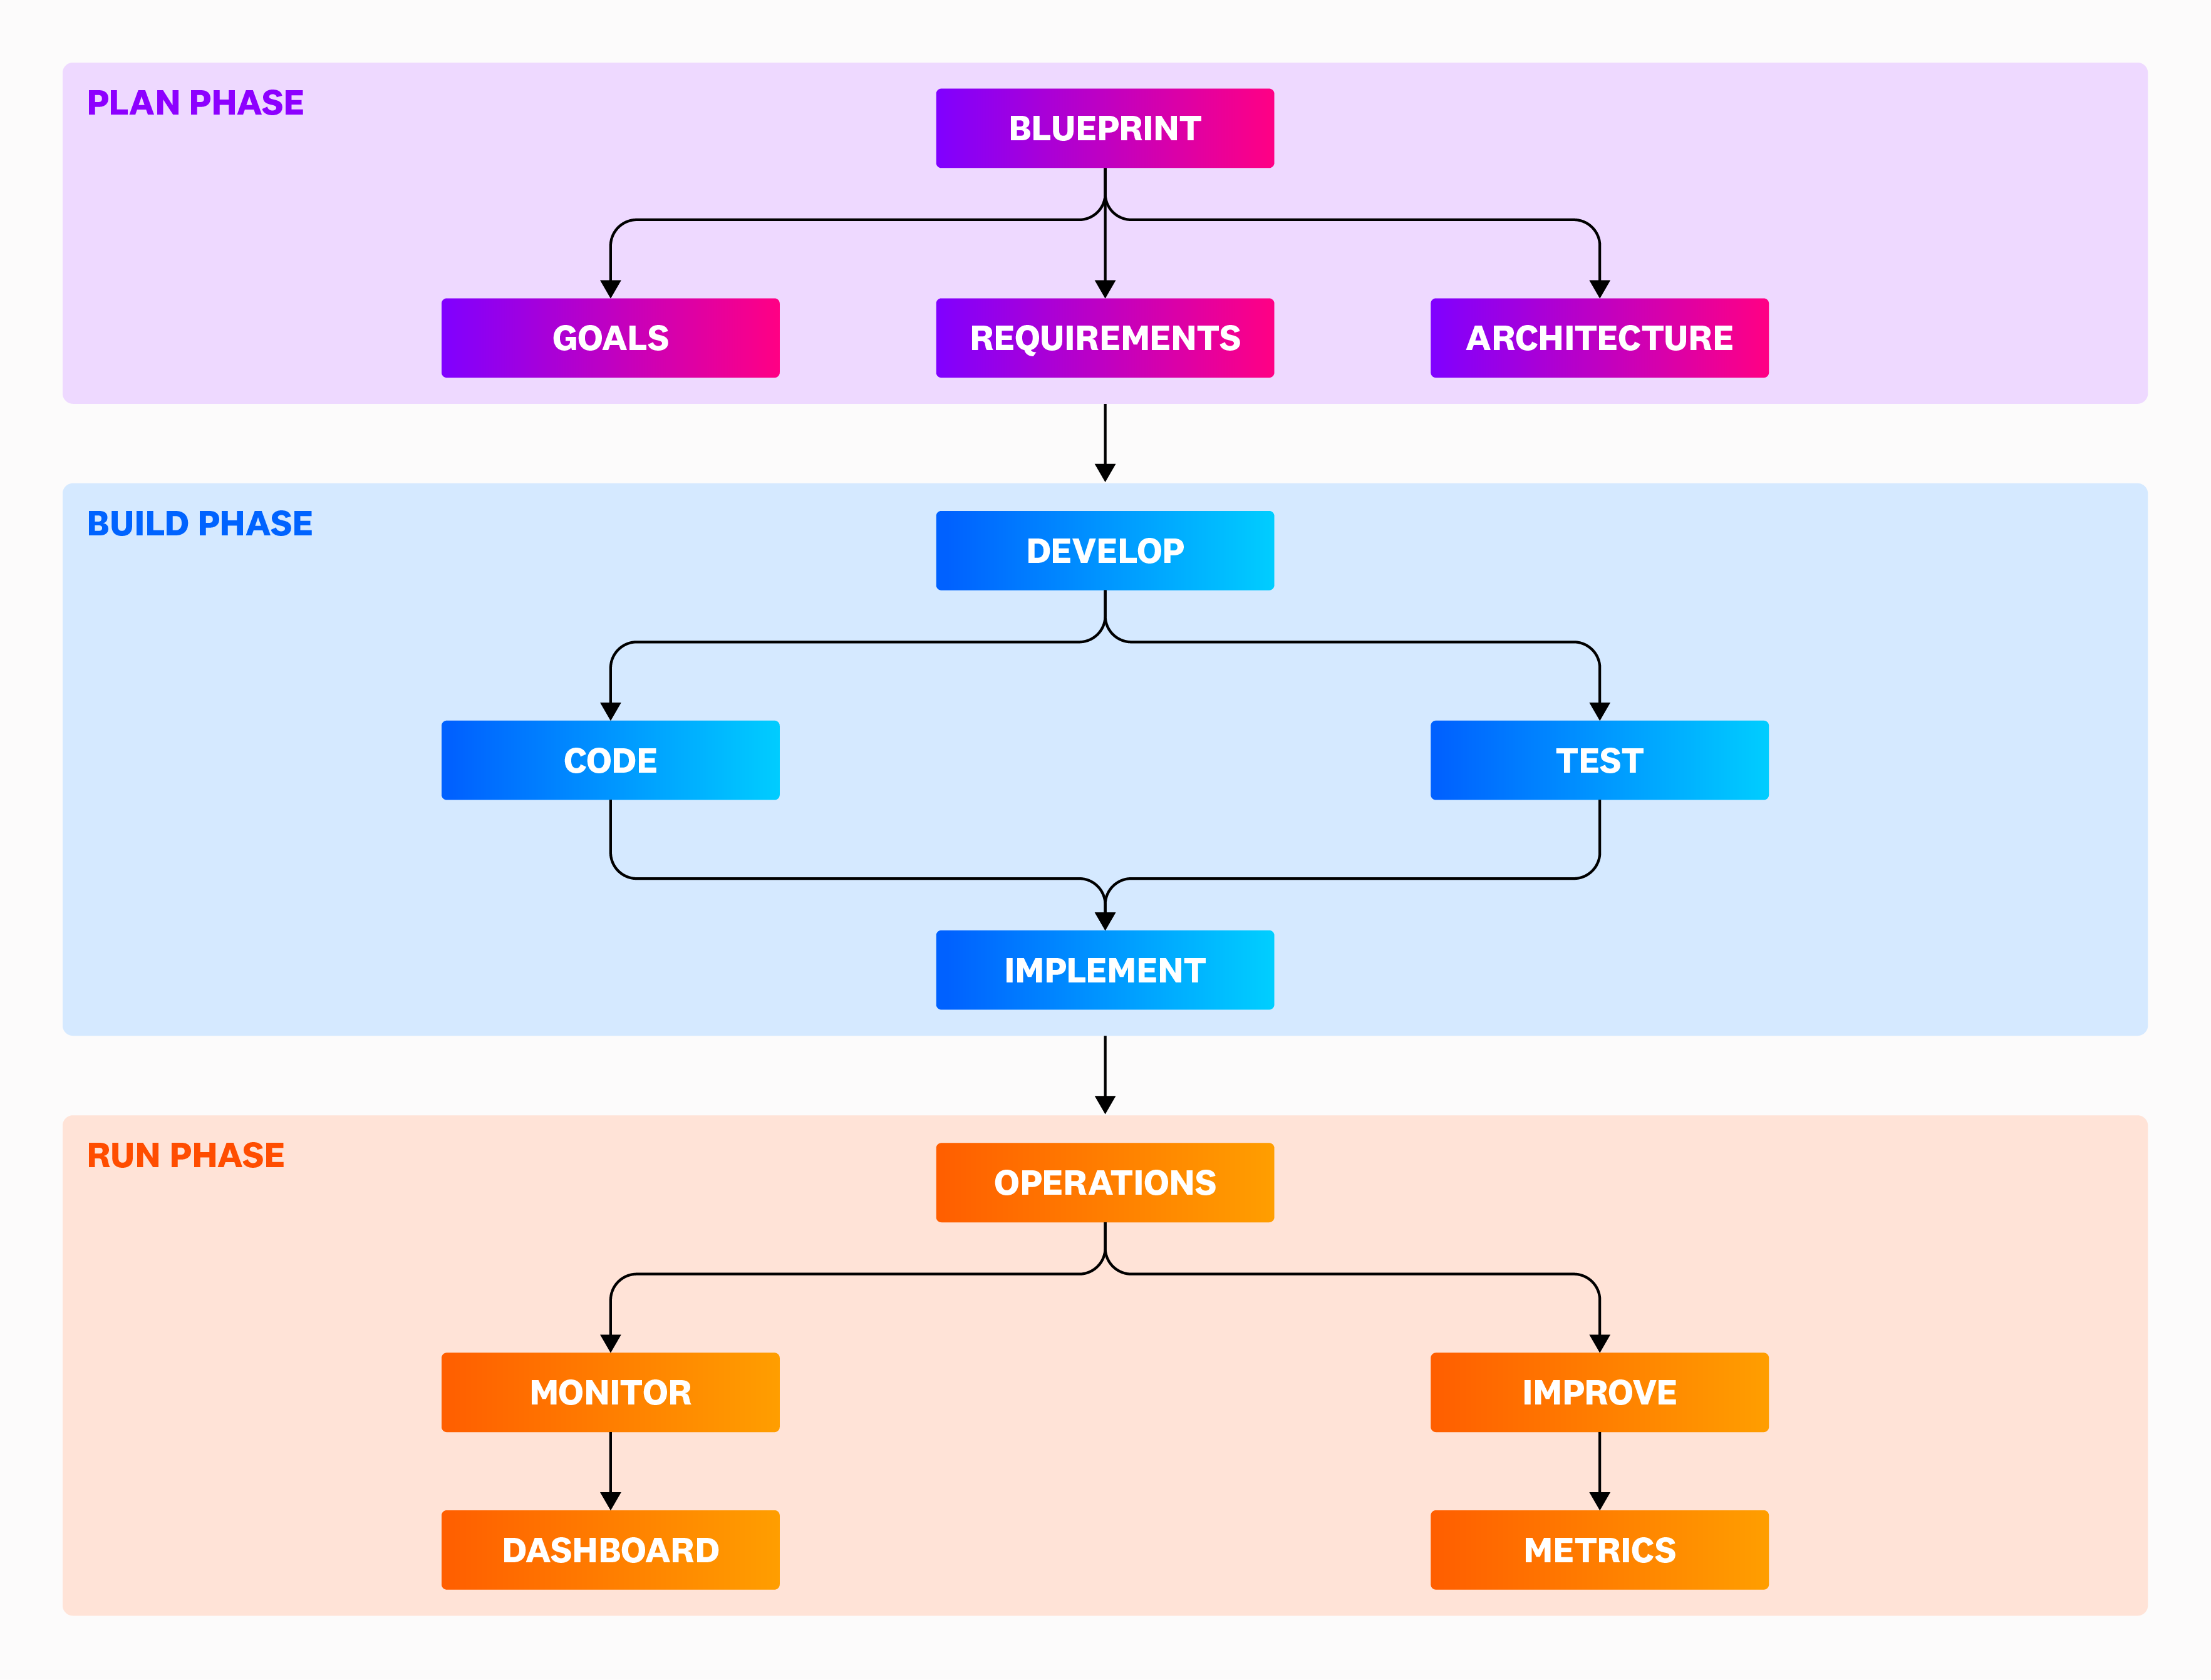 PLAN PHASE
BLUEPRINT
GOALS
REQUIREMENTS
ARCHITECTURE
BUILD PHASE
DEVELOP
CODE
TEST
IMPLEMENT
RUN PHASE
OPERATIONS
MONITOR
IMPROVE
DASHBOARD
METRICS